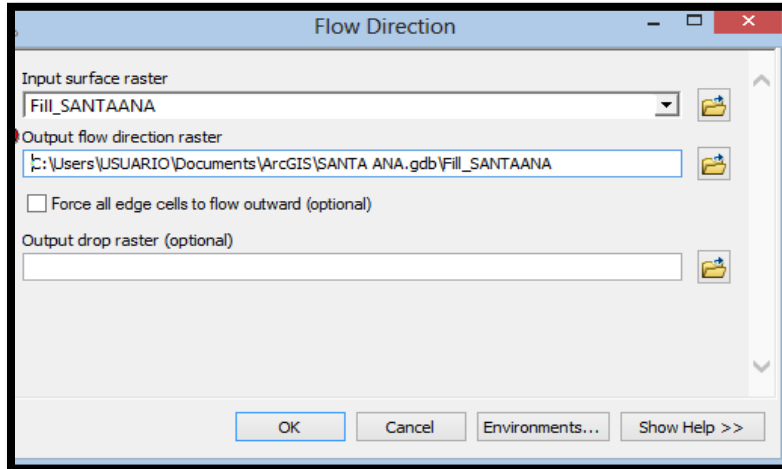 Flow Direction
Input surface raster
Fill_SANTAANA
Output flow direction raster
C:\Users\USUARIO\Documents\ArcGIS\SANTA ANA.gdb\Fill_SANTAANA
Force all edge cells to flow outward (optional)
Output drop raster (optional)
OK Cancel Environments... Show Help >>